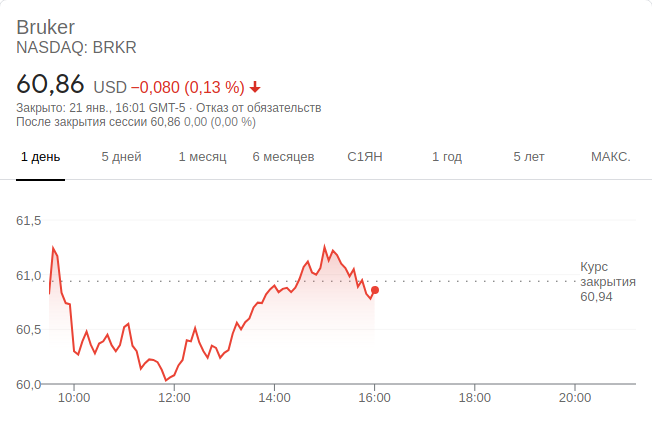 Bruker
NASDAQ: BRKR
60,86 USD −0,080 (0,13 %)
Закрыто: 21 янв., 16:01 GMT-5 · Отказ от обязательств
После закрытия сессии 60,86 0,00 (0,00 %)
1 день 5 дней 1 месяц 6 месяцев С1ЯН 1 год 5 лет МАКС.
61,5
61,0
60,5
60,0
Курс
закрытия
60,94
10:00 12:00 14:00 16:00 18:00 20:00